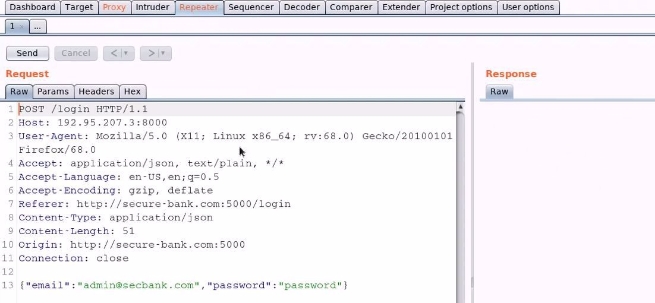 Dashboard Target Proxy Intruder Repeater Sequencer Decoder Comparer Extender Project options User options
1 × ...
Send Cancel < > 
Request Response
Raw Params Headers Hex Raw
1 POST /login HTTP/1.1
2 Host: 192.95.207.3:8000
3 User-Agent: Mozilla/5.0 (X11; Linux x86_64; rv:68.0) Gecko/20100101
Firefox/68.0
4 Accept: application/json, text/plain, */*
5 Accept-Language: en-US,en;q=0.5
6 Accept-Encoding: gzip, deflate
7 Referer: http://secure-bank.com:5000/login
8 Content-Type: application/json
9 Content-Length: 51
10 Origin: http://secure-bank.com:5000
11 Connection: close
12
13 {"email":"admin@secbank.com","password":"password"}